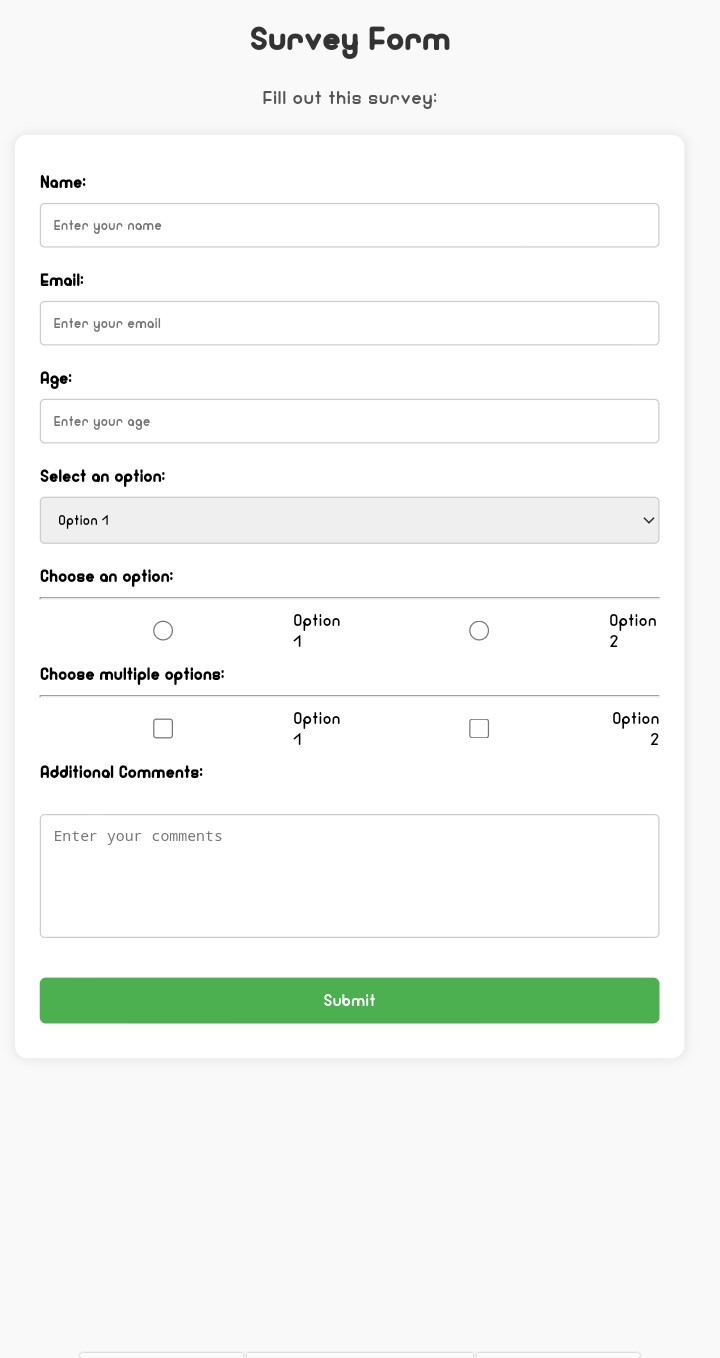 Survey Form
Fill out this survey:
Name:
Enter your name
Email:
Enter your email
Age:
Enter your age
Select an option:
Option 1
Choose an option:
Option
1
Option
2
Choose multiple options:
Option
1
Option
2
Additional Comments:
Enter your comments
Submit